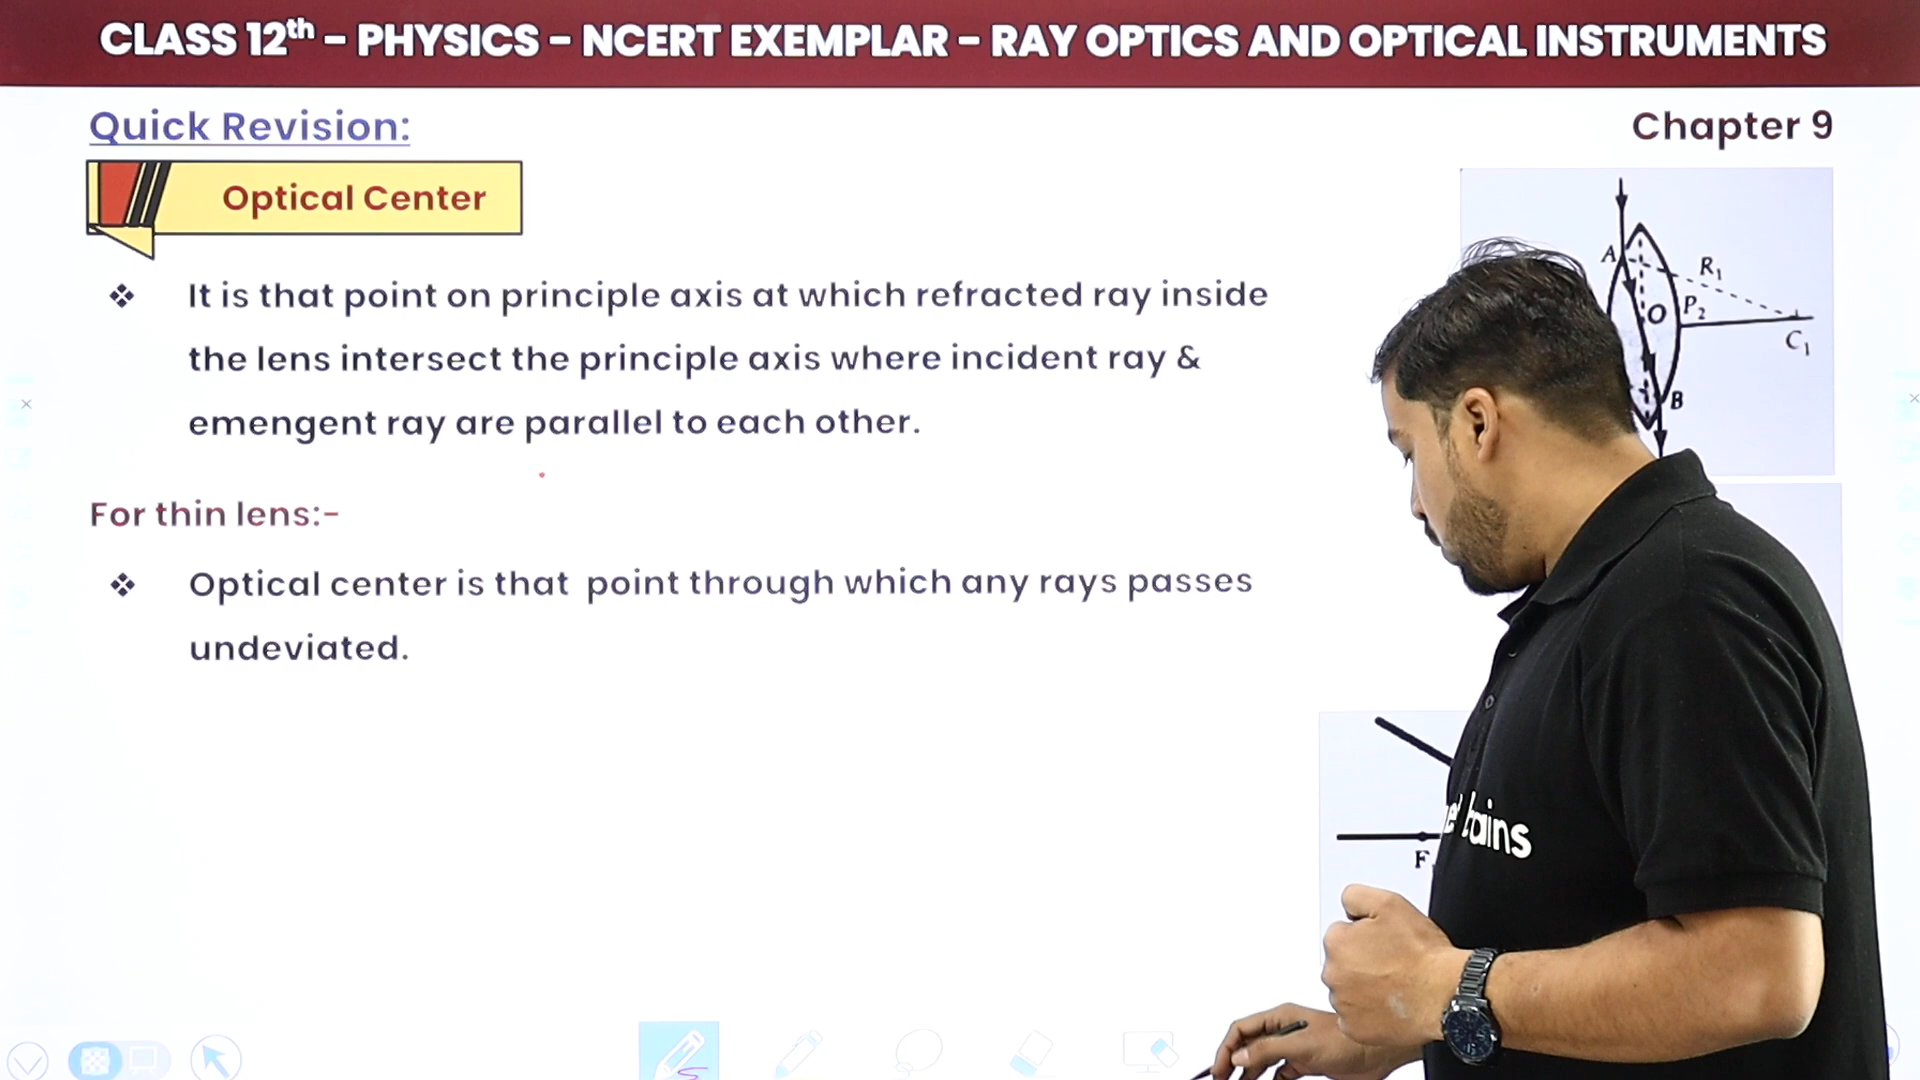 CLASS 12th - PHYSICS - NCERT EXEMPLAR - RAY OPTICS AND OPTICAL INSTRUMENTS
Quick Revision:
Chapter 9
Optical Center
❖ It is that point on principle axis at which refracted ray inside
the lens intersect the principle axis where incident ray &
emengent ray are parallel to each other.
For thin lens:-
❖ Optical center is that point through which any rays passes
undeviated.
A
R1
O
P2
C1
B
F